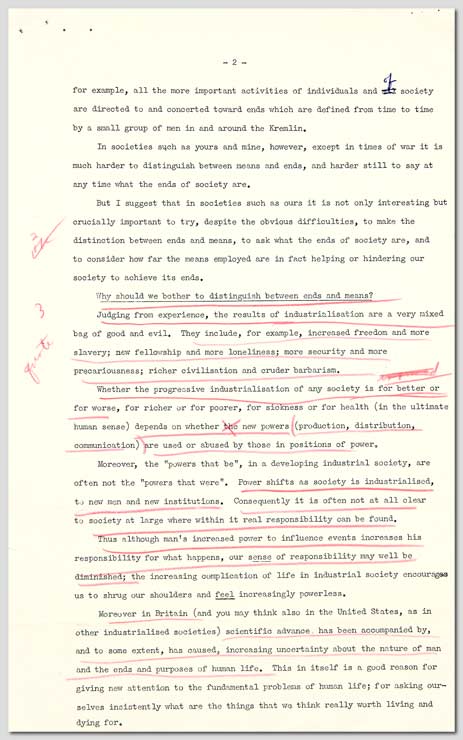 - 2 -
for example, all the more important activities of individuals and of society
are directed to and concerted toward ends which are defined from time to time
by a small group of men in and around the Kremlin.
In societies such as yours and mine, however, except in times of war it is
much harder to distinguish between means and ends, and harder still to say at
any time what the ends of society are.
But I suggest that in societies such as ours it is not only interesting but
crucially important to try, despite the obvious difficulties, to make the
distinction between ends and means, to ask what the ends of society are, and
to consider how far the means employed are in fact helping or hindering our
society to achieve its ends.
Why should we bother to distinguish between ends and means?
3
Judging from experience, the results of industrialisation are a very mixed
bag of good and evil. They include, for example, increased freedom and more
quote
slavery; new fellowship and more loneliness; more security and more
precariousness; richer civilisation and cruder barbarism.
Whether the progressive industrialisation of any society is for better or
for worse, for richer or for poorer, for sickness or for health (in the ultimate
human sense) depends on whether the new powers (production, distribution,
communication) are used or abused by those in positions of power.
Moreover, the "powers that be", in a developing industrial society, are
often not the "powers that were". Power shifts as society is industrialised,
to new men and new institutions. Consequently it is often not at all clear
to society at large where within it real responsibility can be found.
Thus although man's increased power to influence events increases his
responsibility for what happens, our sense of responsibility may well be
diminished; the increasing complication of life in industrial society encourages
us to shrug our shoulders and feel increasingly powerless.
Moreover in Britain (and you may think also in the United States, as in
other industrialised societies) scientific advance has been accompanied by,
and to some extent, has caused, increasing uncertainty about the nature of man
and the ends and purposes of human life. This in itself is a good reason for
giving new attention to the fundamental problems of human life; for asking our-
selves insistently what are the things that we think really worth living and
dying for.